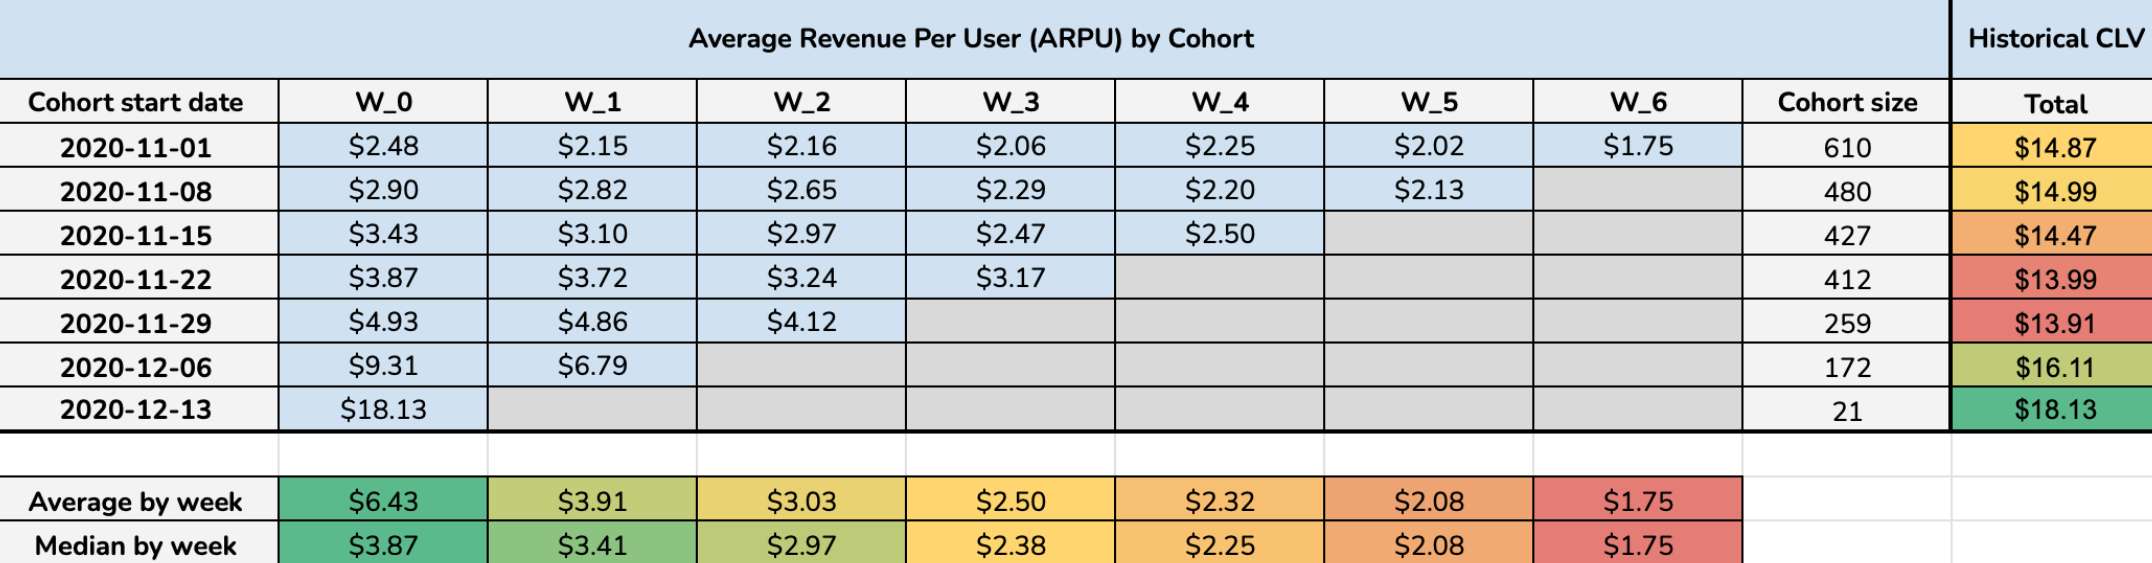 Average Revenue Per User (ARPU) by Cohort Historical CLV
Cohort start date W_0 W_1 W_2 W_3 W_4 W_5 W_6 Cohort size Total
2020-11-01 $2.48 $2.15 $2.16 $2.06 $2.25 $2.02 $1.75 610 $14.87
2020-11-08 $2.90 $2.82 $2.65 $2.29 $2.20 $2.13 480 $14.99
2020-11-15 $3.43 $3.10 $2.97 $2.47 $2.50 427 $14.47
2020-11-22 $3.87 $3.72 $3.24 $3.17 412 $13.99
2020-11-29 $4.93 $4.86 $4.12 259 $13.91
2020-12-06 $9.31 $6.79 172 $16.11
2020-12-13 $18.13 21 $18.13
Average by week $6.43 $3.91 $3.03 $2.50 $2.32 $2.08 $1.75
Median by week $3.87 $3.41 $2.97 $2.38 $2.25 $2.08 $1.75